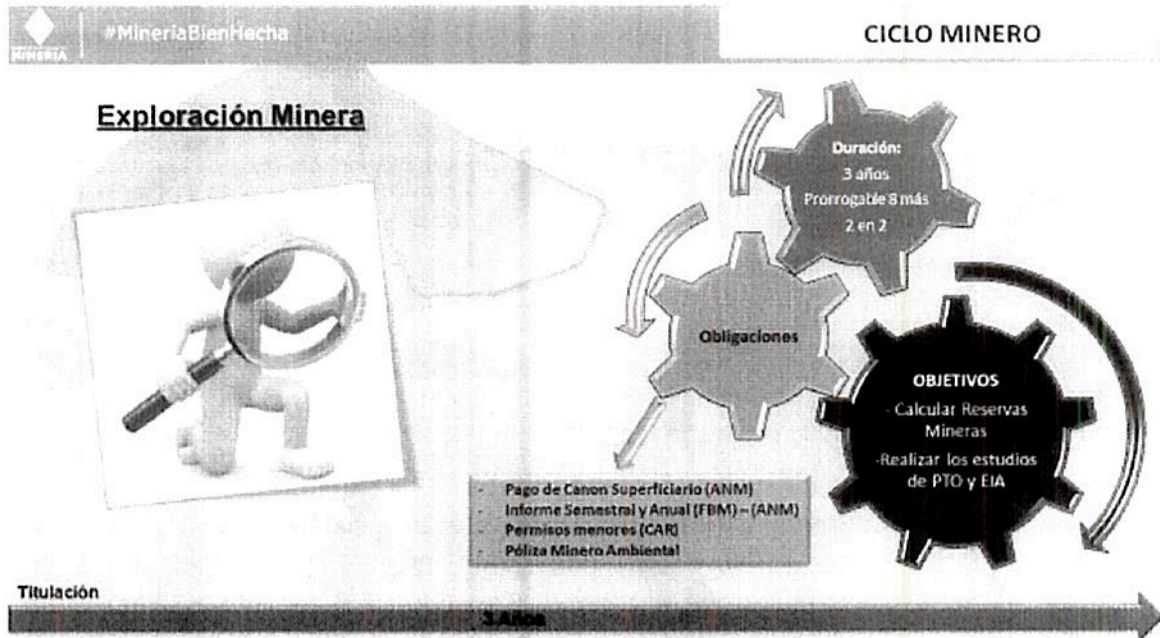 MINERÍA
#MineríaBienHecha
CICLO MINERO
Exploración Minera
Duración:
3 años
Prorrogable 8 más
2 en 2
Obligaciones
OBJETIVOS
- Calcular Reservas
Mineras
-Realizar los estudios
de PTO y EIA
- Pago de Canon Superficiario (ANM)
- Informe Semestral y Anual (FBM) – (ANM)
- Permisos menores (CAR)
- Póliza Minero Ambiental
Titulación
3 Años